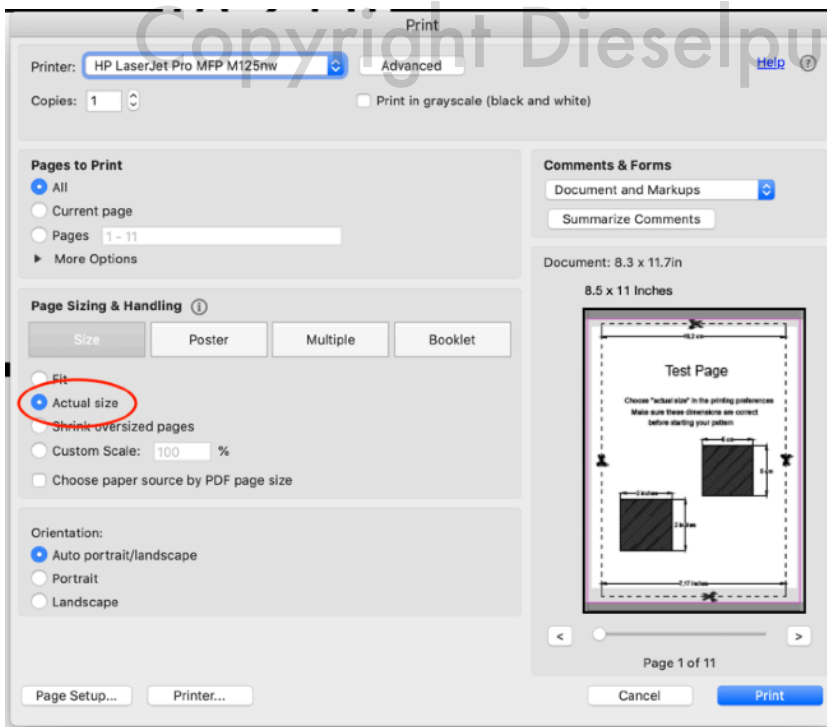 Print
Copyright Dieselpu
Printer: HP LaserJet Pro MFP M125nw Advanced Help ?
Copies: 1 Print in grayscale (black and white)
Pages to Print
All
Current page
Pages 1 - 11
More Options
Comments & Forms
Document and Markups
Summarize Comments
Document: 8.3 x 11.7in
8.5 x 11 Inches
Page Sizing & Handling
Size Poster Multiple Booklet
Fit
Actual size
Shrink oversized pages
Custom Scale: 100 %
Choose paper source by PDF page size
Orientation:
Auto portrait/landscape
Portrait
Landscape
Test Page
Choose "actual size" in the printing preferences
Make sure these dimensions are correct
before starting your pattern
2 inches
2 inches
7,17 inches
< >
Page 1 of 11
Page Setup... Printer... Cancel Print